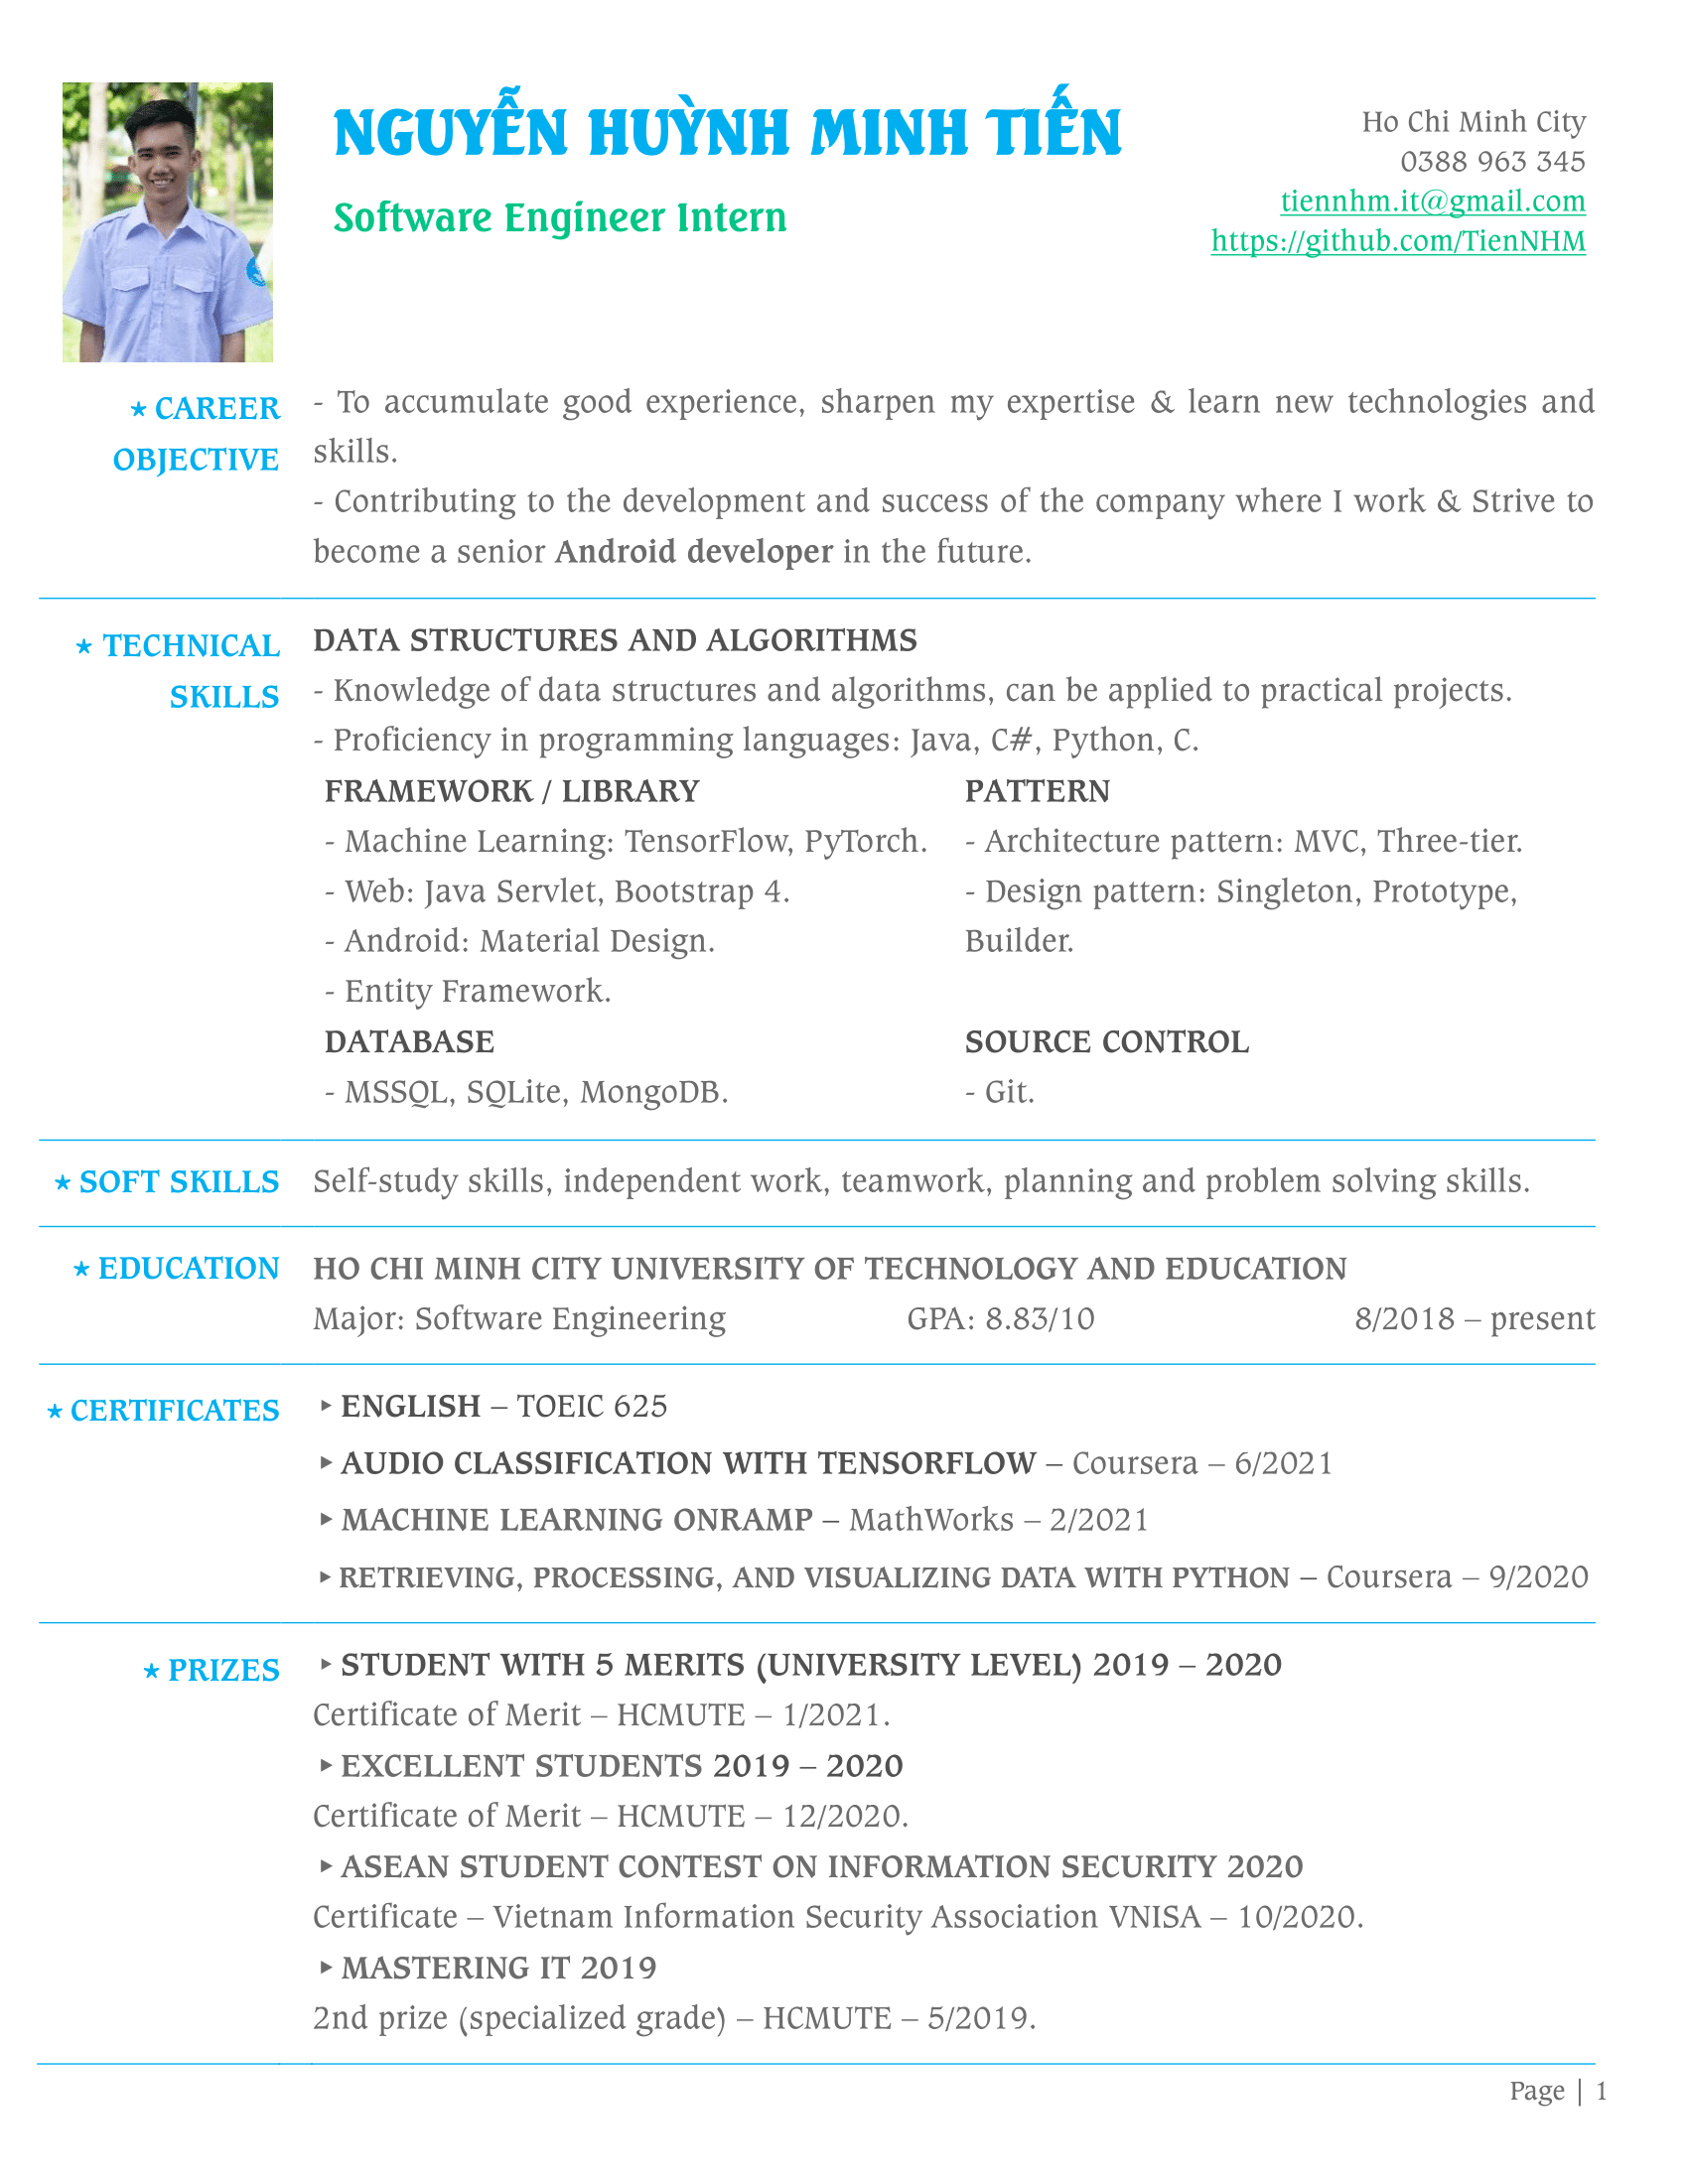 NGUYỄN HUỲNH MINH TIẾN
Software Engineer Intern
Ho Chi Minh City
0388 963 345
tiennhm.it@gmail.com
https://github.com/TienNHM
★ CAREER OBJECTIVE
- To accumulate good experience, sharpen my expertise & learn new technologies and
skills.
- Contributing to the development and success of the company where I work & Strive to
become a senior Android developer in the future.
★ TECHNICAL SKILLS
DATA STRUCTURES AND ALGORITHMS
- Knowledge of data structures and algorithms, can be applied to practical projects.
- Proficiency in programming languages: Java, C#, Python, C.
FRAMEWORK / LIBRARY
- Machine Learning: TensorFlow, PyTorch.
- Web: Java Servlet, Bootstrap 4.
- Android: Material Design.
- Entity Framework.
PATTERN
- Architecture pattern: MVC, Three-tier.
- Design pattern: Singleton, Prototype,
Builder.
DATABASE
- MSSQL, SQLite, MongoDB.
SOURCE CONTROL
- Git.
★ SOFT SKILLS
Self-study skills, independent work, teamwork, planning and problem solving skills.
★ EDUCATION
HO CHI MINH CITY UNIVERSITY OF TECHNOLOGY AND EDUCATION
Major: Software Engineering GPA: 8.83/10 8/2018 – present
★ CERTIFICATES
‣ ENGLISH – TOEIC 625
‣ AUDIO CLASSIFICATION WITH TENSORFLOW – Coursera – 6/2021
‣ MACHINE LEARNING ONRAMP – MathWorks – 2/2021
‣ RETRIEVING, PROCESSING, AND VISUALIZING DATA WITH PYTHON – Coursera – 9/2020
★ PRIZES
‣ STUDENT WITH 5 MERITS (UNIVERSITY LEVEL) 2019 – 2020
Certificate of Merit – HCMUTE – 1/2021.
‣ EXCELLENT STUDENTS 2019 – 2020
Certificate of Merit – HCMUTE – 12/2020.
‣ ASEAN STUDENT CONTEST ON INFORMATION SECURITY 2020
Certificate – Vietnam Information Security Association VNISA – 10/2020.
‣ MASTERING IT 2019
2nd prize (specialized grade) – HCMUTE – 5/2019.
Page | 1